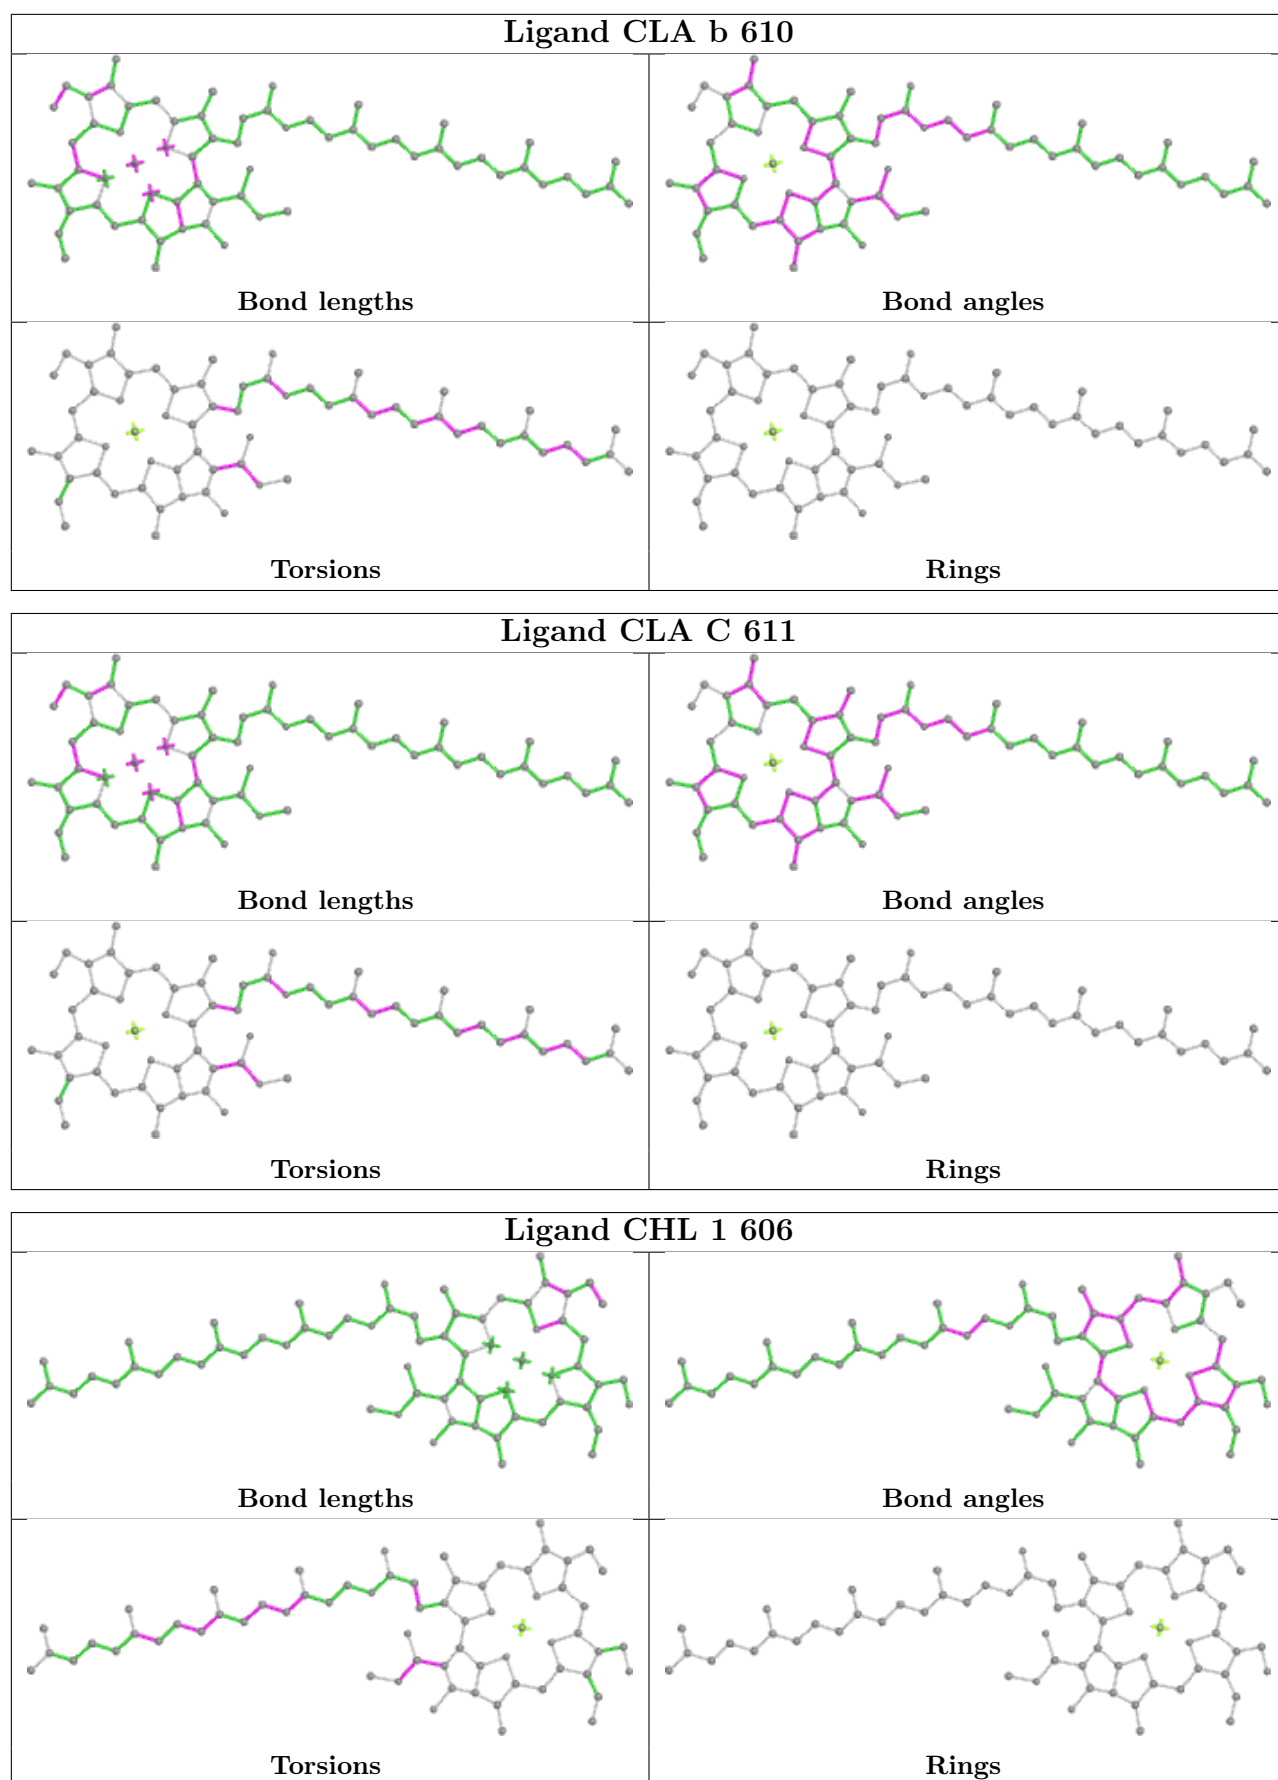 Ligand CLA b 610
Bond lengths
Bond angles
Torsions
Rings
Ligand CLA C 611
Bond lengths
Bond angles
Torsions
Rings
Ligand CHL 1 606
Bond lengths
Bond angles
Torsions
Rings